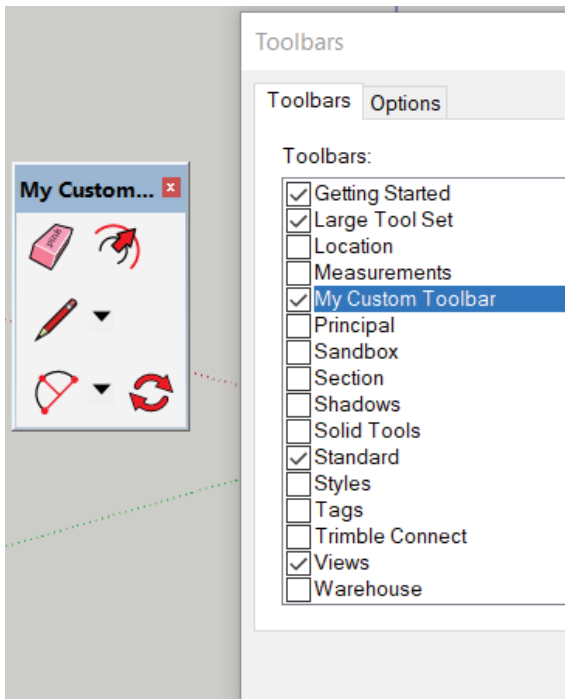 Toolbars
Toolbars Options
Toolbars:
My Custom...
Getting Started
Large Tool Set
Location
Measurements
My Custom Toolbar
Principal
Sandbox
Section
Shadows
Solid Tools
Standard
Styles
Tags
Trimble Connect
Views
Warehouse